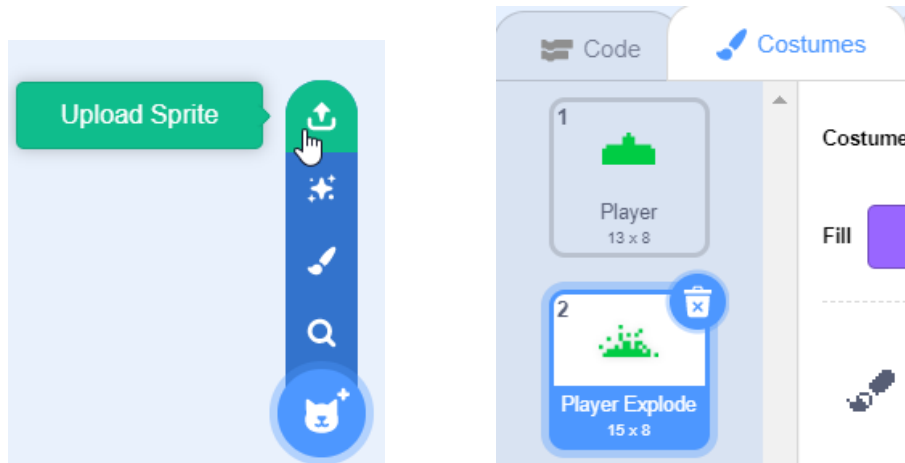 Upload Sprite
Code
Costumes
1
Player
13 x 8
2
Player Explode
15 x 8
Costume
Fill